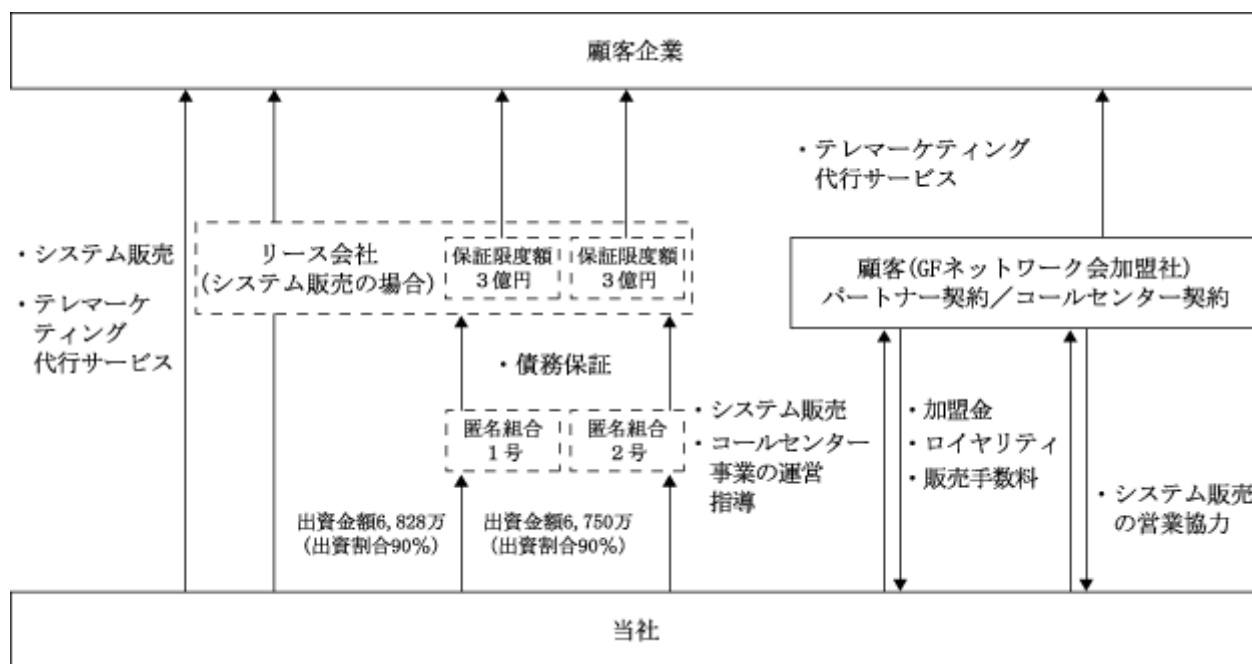 顧客企業
・テレマーケティング
代行サービス
・システム販売
・テレマーケ
ティング
代行サービス
リース会社
(システム販売の場合)
保証限度額
3億円
保証限度額
3億円
顧客(GFネットワーク会加盟社)
パートナー契約／コールセンター契約
・債務保証
匿名組合
1号
匿名組合
2号
・システム販売
・コールセンター
事業の運営
指導
・加盟金
・ロイヤリティ
・販売手数料
・システム販売
の営業協力
出資金額6,828万
(出資割合90%)
出資金額6,750万
(出資割合90%)
当社